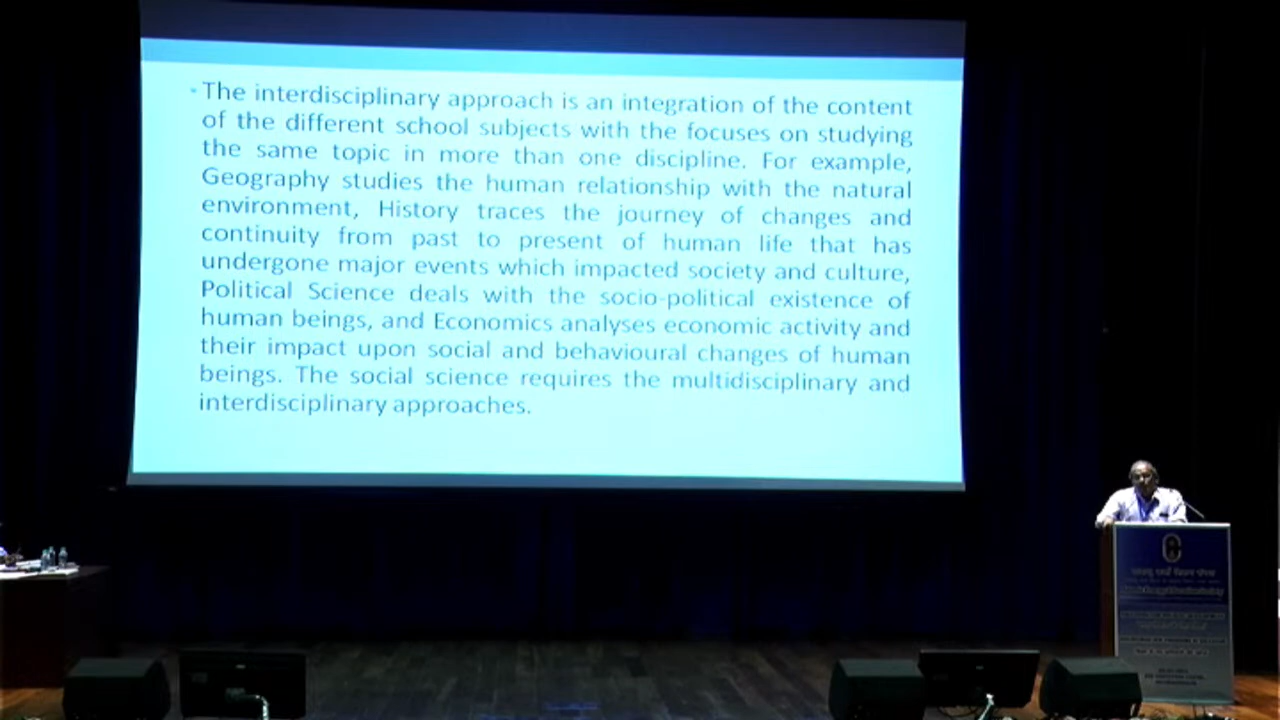 The interdisciplinary approach is an integration of the content
of the different school subjects with the focuses on studying
the same topic in more than one discipline. For example,
Geography studies the human relationship with the natural
environment, History traces the journey of changes and
continuity from past to present of human life that has
undergone major events which impacted society and culture,
Political Science deals with the socio-political existence of
human beings, and Economics analyses economic activity and
their impact upon social and behavioural changes of human
beings. The social science requires the multidisciplinary and
interdisciplinary approaches.